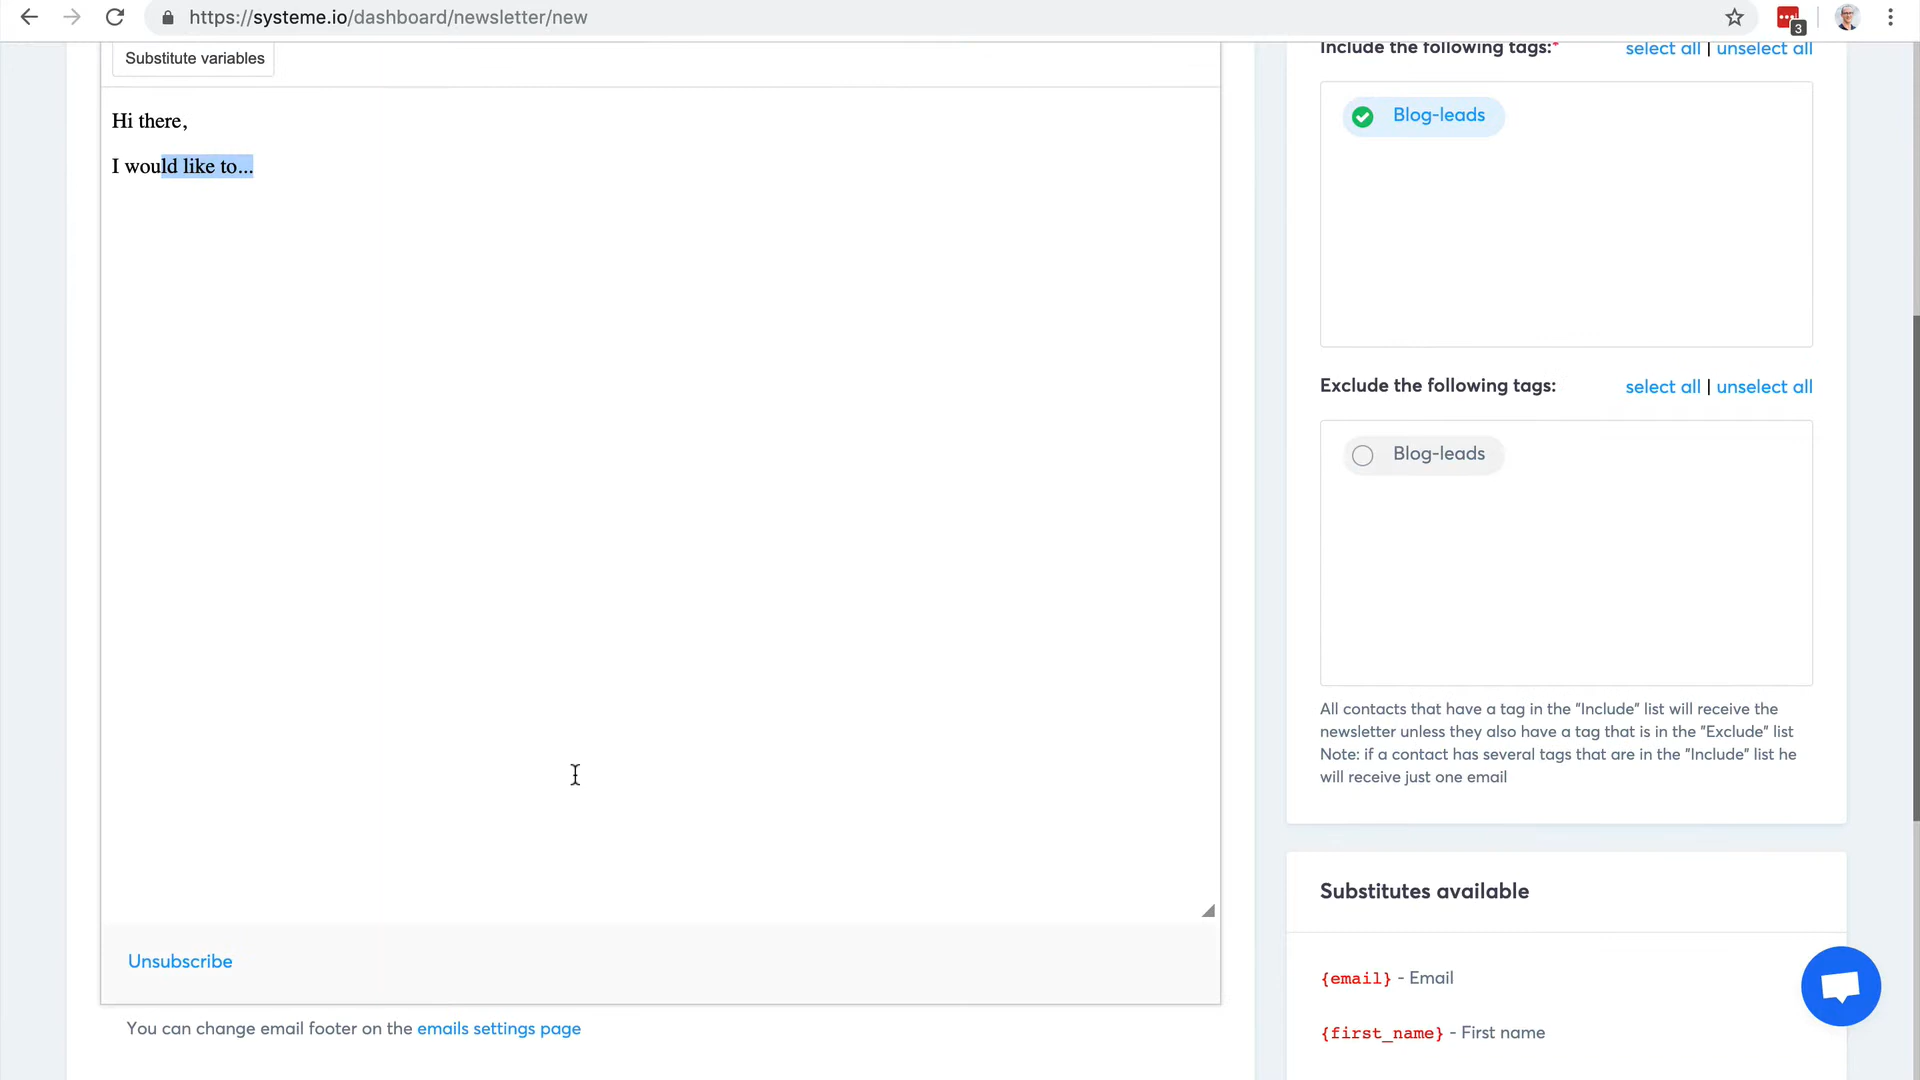 https://systeme.io/dashboard/newsletter/new
3
Substitute variables
Hi there,
I would like to...
Unsubscribe
You can change email footer on the emails settings page
Include the following tags:* select all | unselect all
Blog-leads
Exclude the following tags: select all | unselect all
Blog-leads
All contacts that have a tag in the "Include" list will receive the
newsletter unless they also have a tag that is in the "Exclude" list
Note: if a contact has several tags that are in the "Include" list he
will receive just one email
Substitutes available
{email} - Email
{first_name} - First name